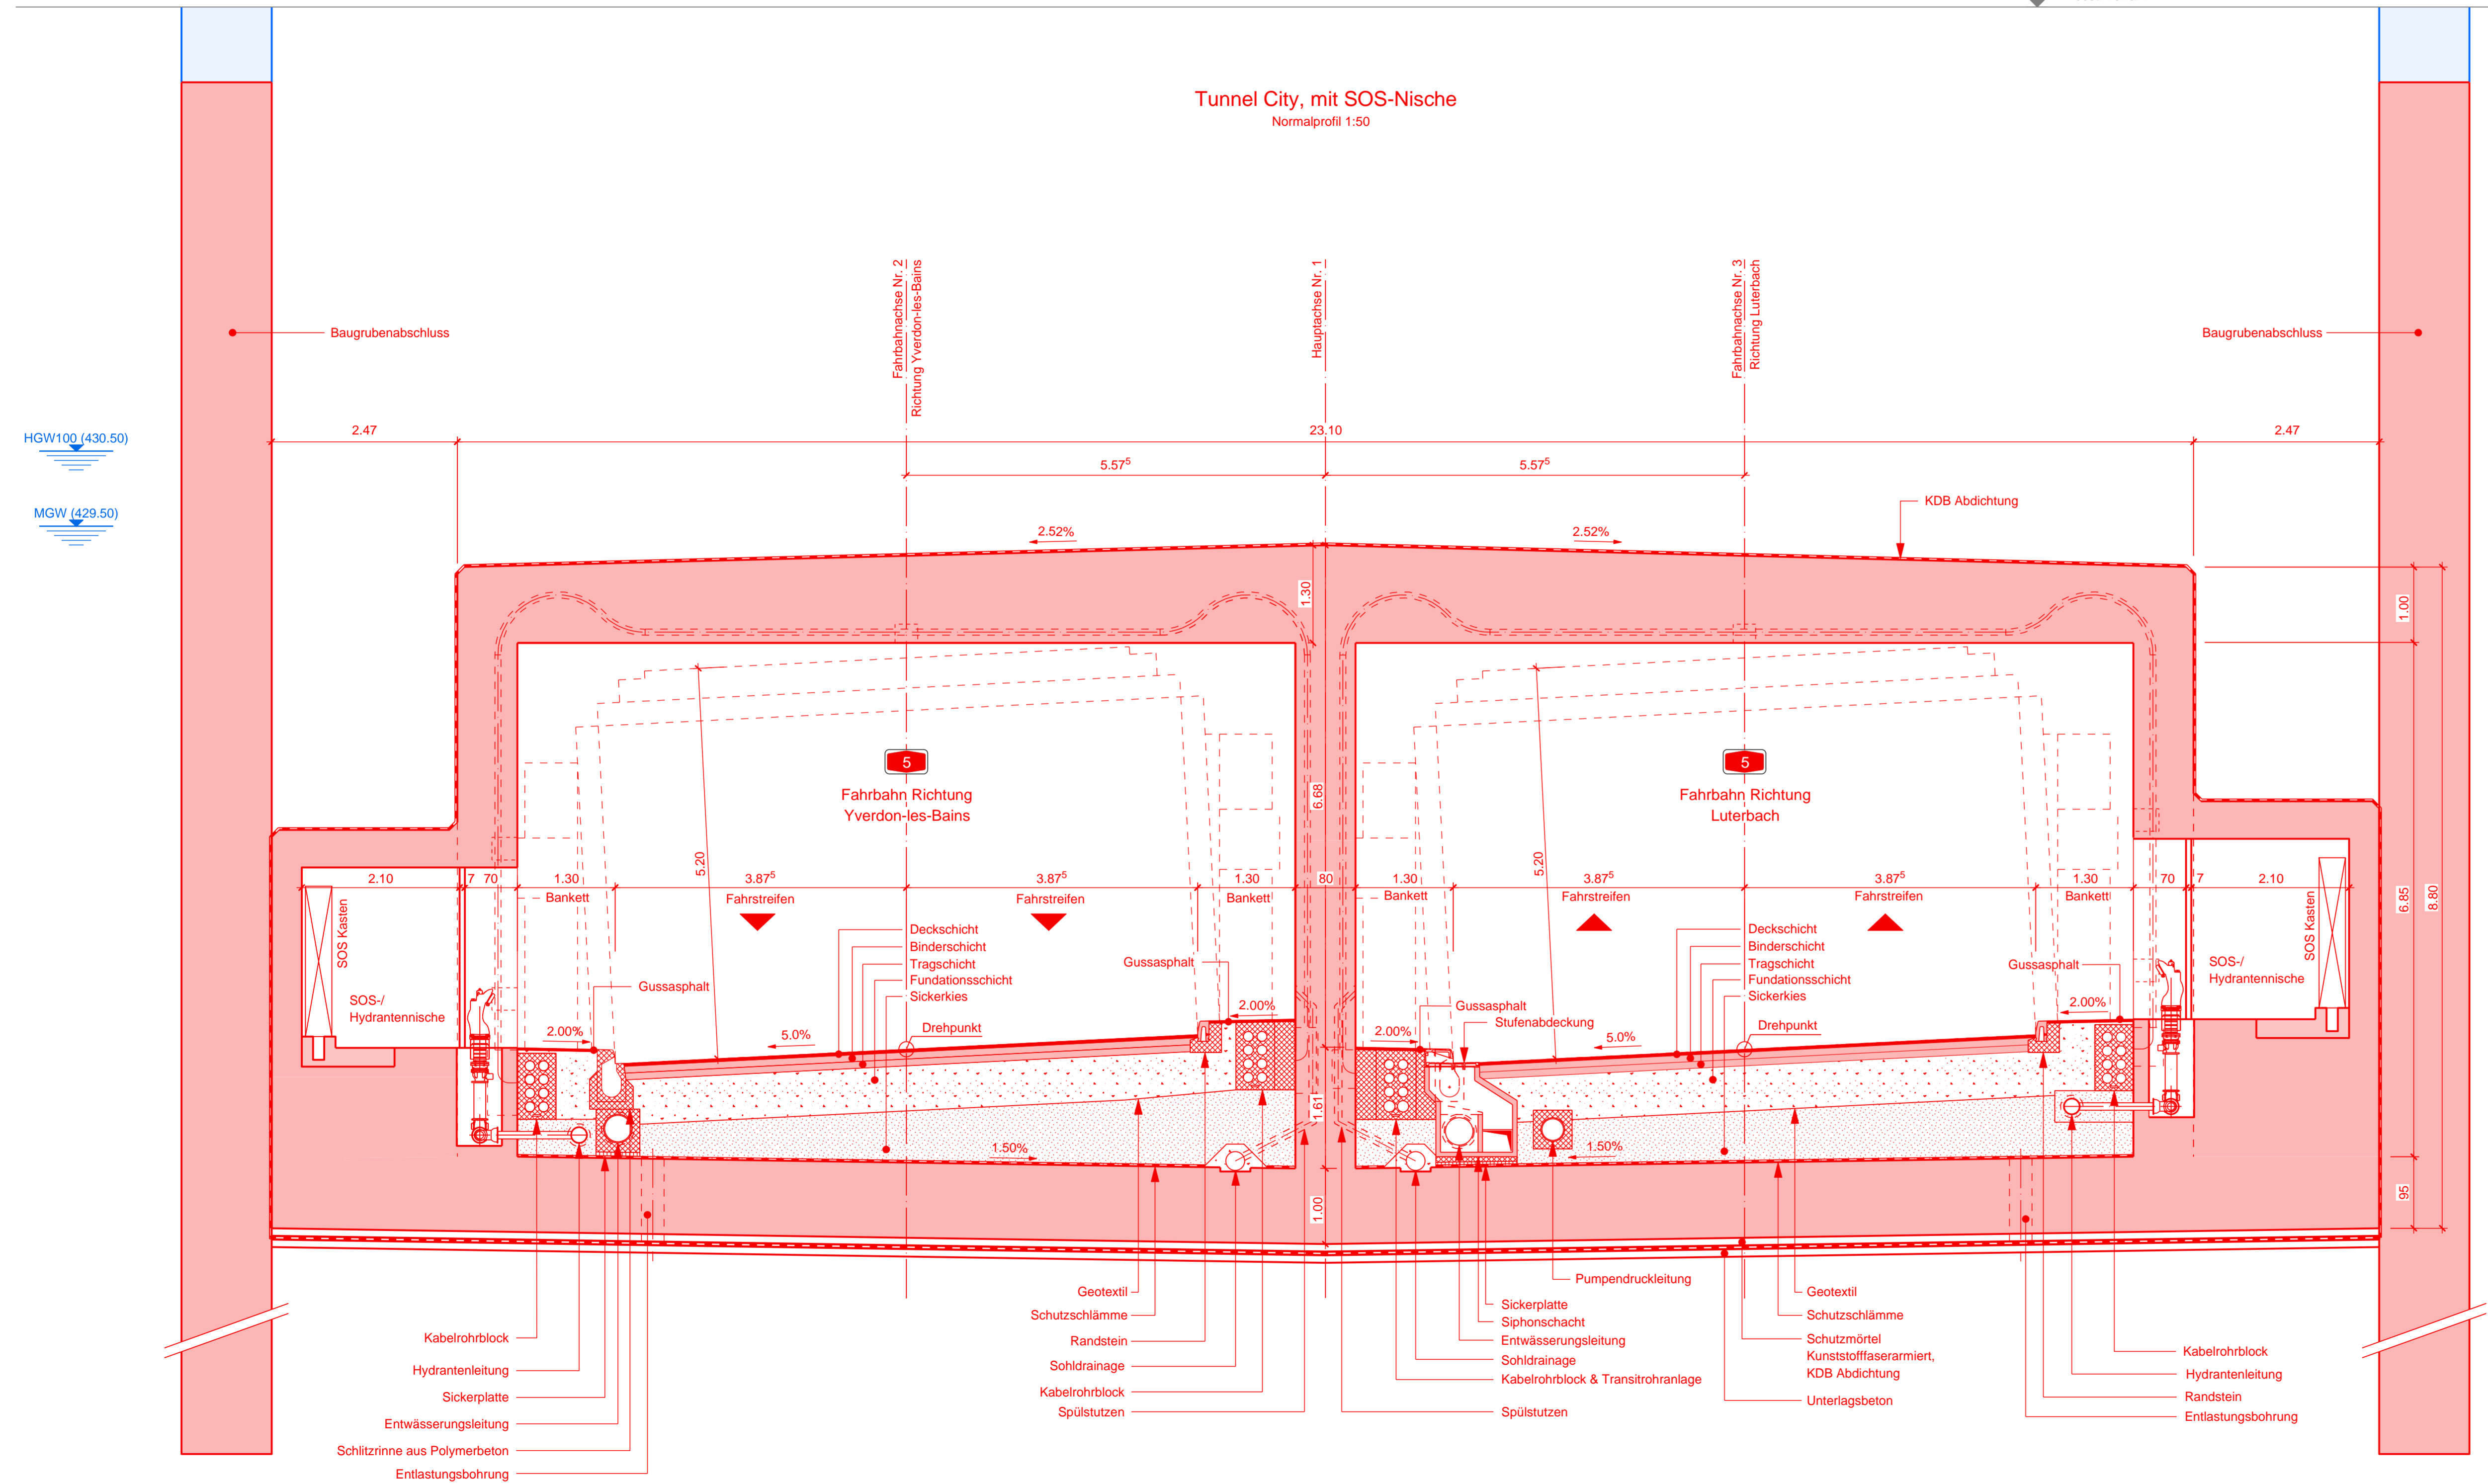 Tunnel City, mit SOS-Nische
Normalprofil 1:50
Fahrbahnachse Nr. 2
Richtung Yverdon-les-Bains
Hauptachse Nr. 1
Fahrbahnachse Nr. 3
Richtung Luterbach
Baugrubenabschluss
Baugrubenabschluss
HGW100 (430.50)
MGW (429.50)
2.47
23.10
2.47
5.57⁵
5.57⁵
KDB Abdichtung
2.52%
2.52%
1.30
1.00
5
Fahrbahn Richtung
Yverdon-les-Bains
5
Fahrbahn Richtung
Luterbach
6.68
5.20
5.20
6.85
8.80
2.10
7
70
1.30
Bankett
3.87⁵
Fahrstreifen
3.87⁵
Fahrstreifen
1.30
Bankett
80
1.30
Bankett
3.87⁵
Fahrstreifen
3.87⁵
Fahrstreifen
1.30
Bankett
70
7
2.10
SOS Kasten
SOS Kasten
SOS-/
Hydrantennische
SOS-/
Hydrantennische
Deckschicht
Binderschicht
Tragschicht
Fundationsschicht
Sickerkies
Drehpunkt
Gussasphalt
Gussasphalt
Deckschicht
Binderschicht
Tragschicht
Fundationsschicht
Sickerkies
Drehpunkt
Gussasphalt
Stufenabdeckung
Gussasphalt
2.00%
5.0%
2.00%
2.00%
5.0%
2.00%
1.61
1.50%
1.50%
1.00
95
Kabelrohrblock
Hydrantenleitung
Sickerplatte
Entwässerungsleitung
Schlitzrinne aus Polymerbeton
Entlastungsbohrung
Geotextil
Schutzschlämme
Randstein
Sohldrainage
Kabelrohrblock
Spülstutzen
Pumpendruckleitung
Sickerplatte
Siphonschacht
Entwässerungsleitung
Sohldrainage
Kabelrohrblock & Transitrohranlage
Spülstutzen
Geotextil
Schutzschlämme
Schutzmörtel
Kunststofffaserarmiert,
KDB Abdichtung
Unterlagsbeton
Kabelrohrblock
Hydrantenleitung
Randstein
Entlastungsbohrung